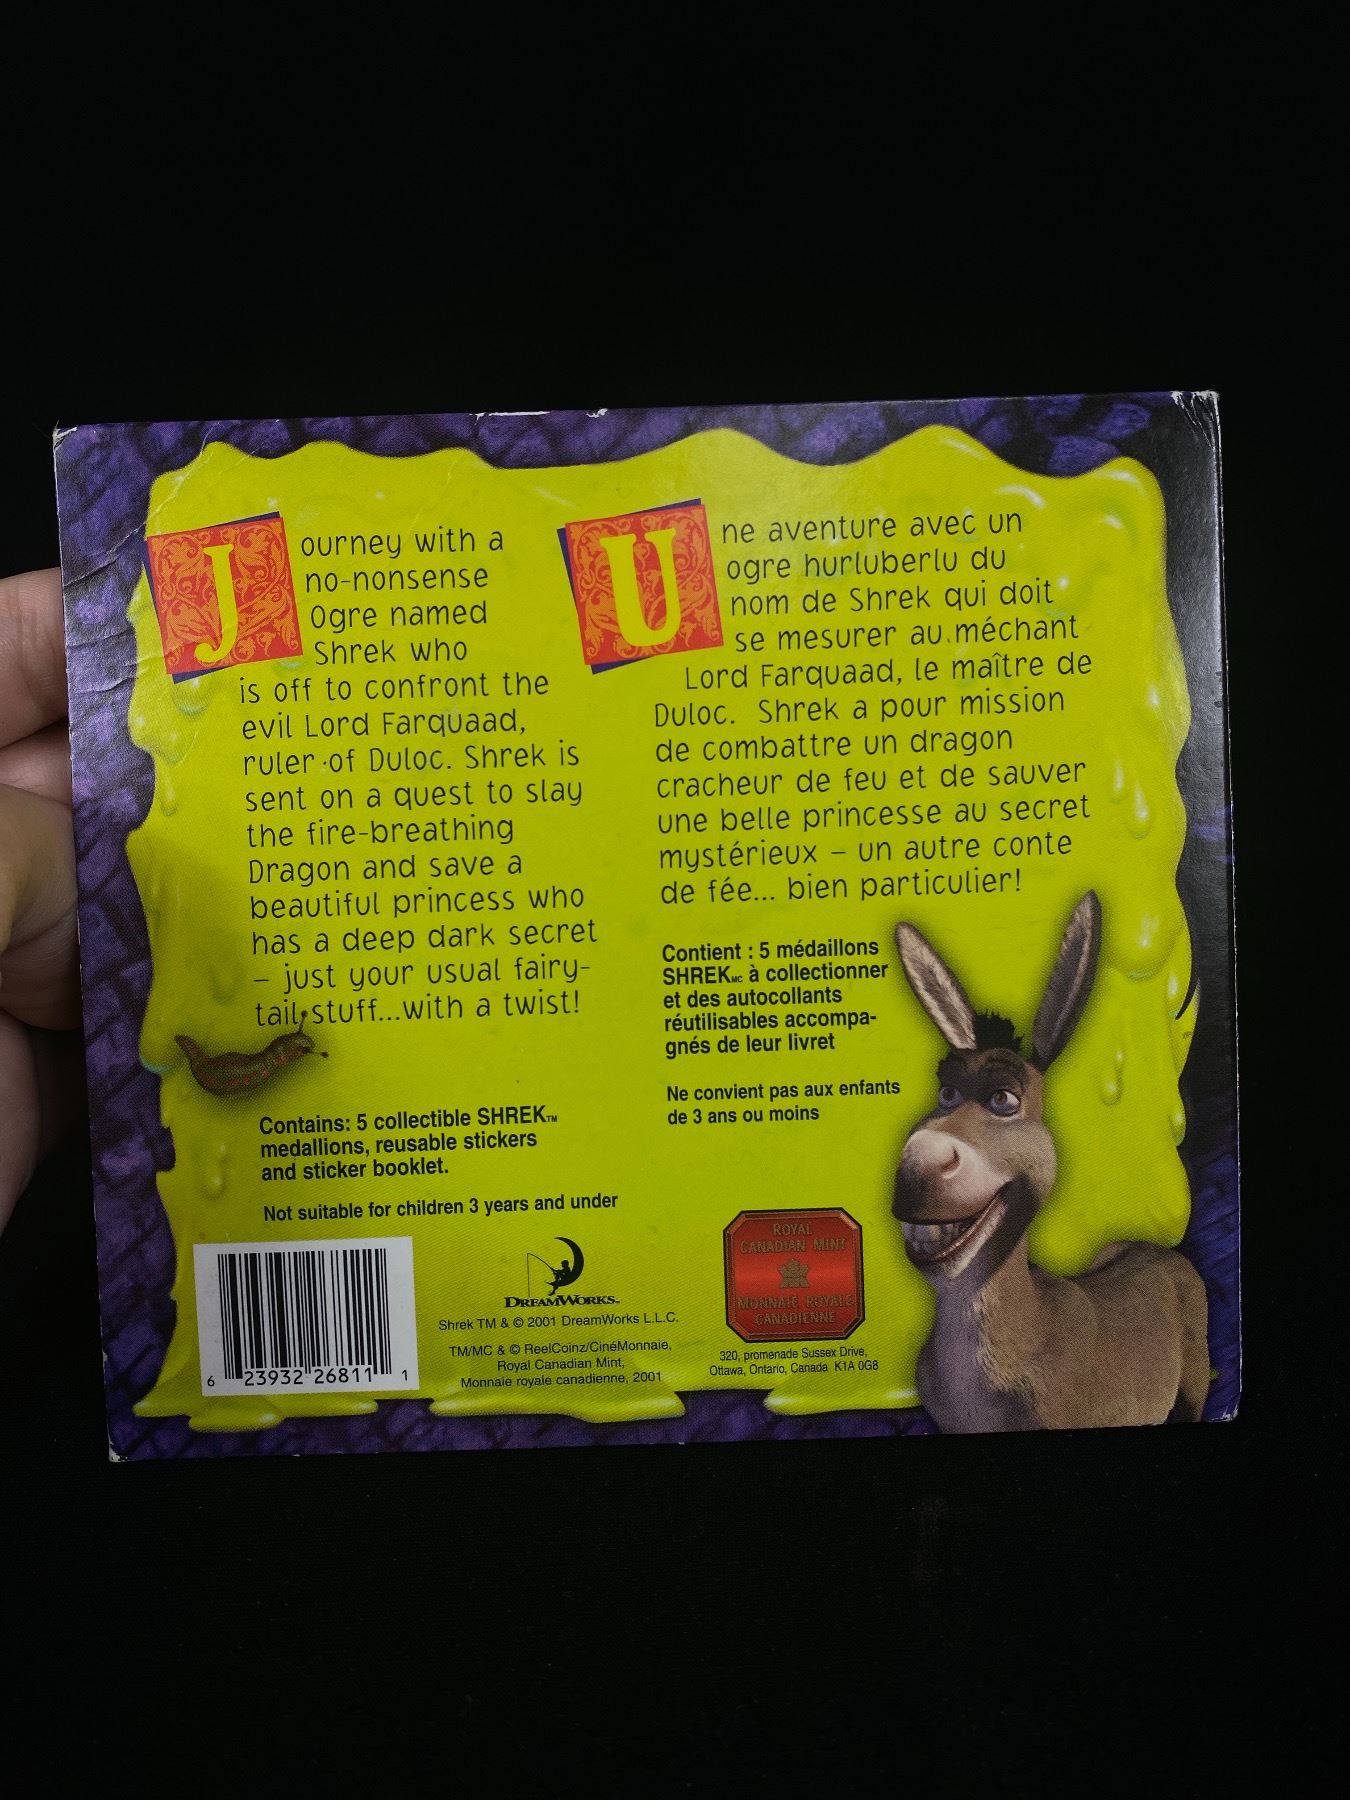 Journey with a
no-nonsense
Ogre named
Shrek who
is off to confront the
evil Lord Farquaad,
ruler of Duloc. Shrek is
sent on a quest to slay
the fire-breathing
Dragon and save a
beautiful princess who
has a deep dark secret
– just your usual fairy-
tail stuff...with a twist!
Contains: 5 collectible SHREK™
medallions, reusable stickers
and sticker booklet.
Not suitable for children 3 years and under
Une aventure avec un
ogre hurluberlu du
nom de Shrek qui doit
se mesurer au méchant
Lord Farquaad, le maître de
Duloc. Shrek a pour mission
de combattre un dragon
cracheur de feu et de sauver
une belle princesse au secret
mystérieux – un autre conte
de fée... bien particulier!
Contient : 5 médaillons
SHREKMC à collectionner
et des autocollants
réutilisables accompa-
gnés de leur livret
Ne convient pas aux enfants
de 3 ans ou moins
6 23932 26811 1
DREAMWORKS™
Shrek TM & © 2001 DreamWorks L.L.C.
TM/MC & © ReelCoinz/CinéMonnaie,
Royal Canadian Mint,
Monnaie royale canadienne, 2001
ROYAL
CANADIAN MINT
MONNAIE ROYALE
CANADIENNE
320, promenade Sussex Drive,
Ottawa, Ontario, Canada K1A 0G8